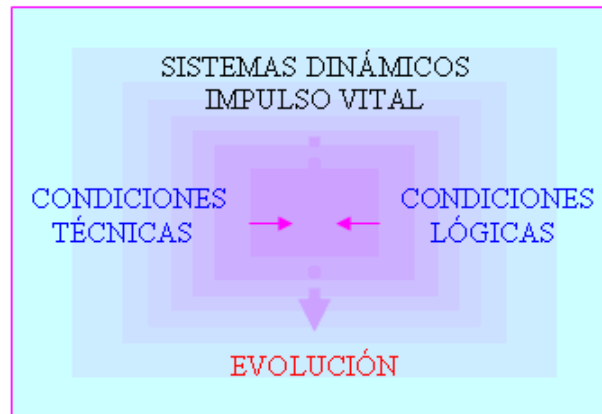 SISTEMAS DINÁMICOS
IMPULSO VITAL
CONDICIONES
TÉCNICAS
CONDICIONES
LÓGICAS
EVOLUCIÓN